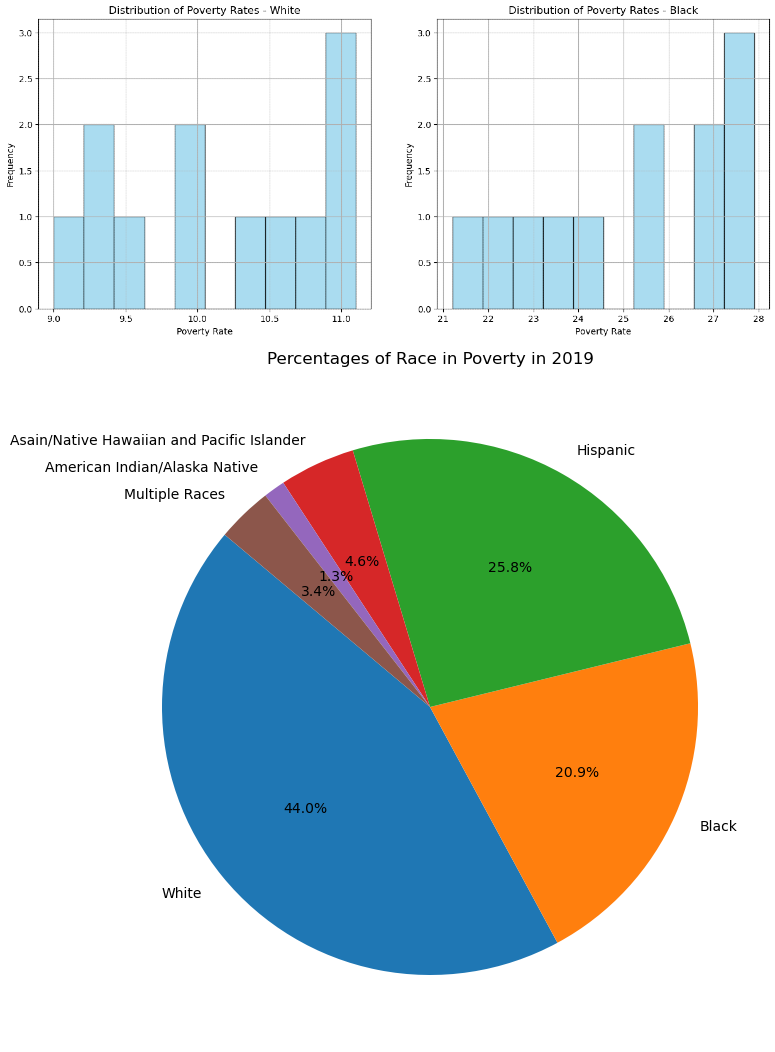 Distribution of Poverty Rates - White
3.0
2.5
2.0
1.5
1.0
0.5
0.0
Frequency
9.0 9.5 10.0 10.5 11.0
Poverty Rate
Distribution of Poverty Rates - Black
3.0
2.5
2.0
1.5
1.0
0.5
0.0
Frequency
21 22 23 24 25 26 27 28
Poverty Rate
Percentages of Race in Poverty in 2019
Asain/Native Hawaiian and Pacific Islander
Hispanic
American Indian/Alaska Native
Multiple Races
4.6%
25.8%
1.3%
3.4%
20.9%
44.0%
Black
White